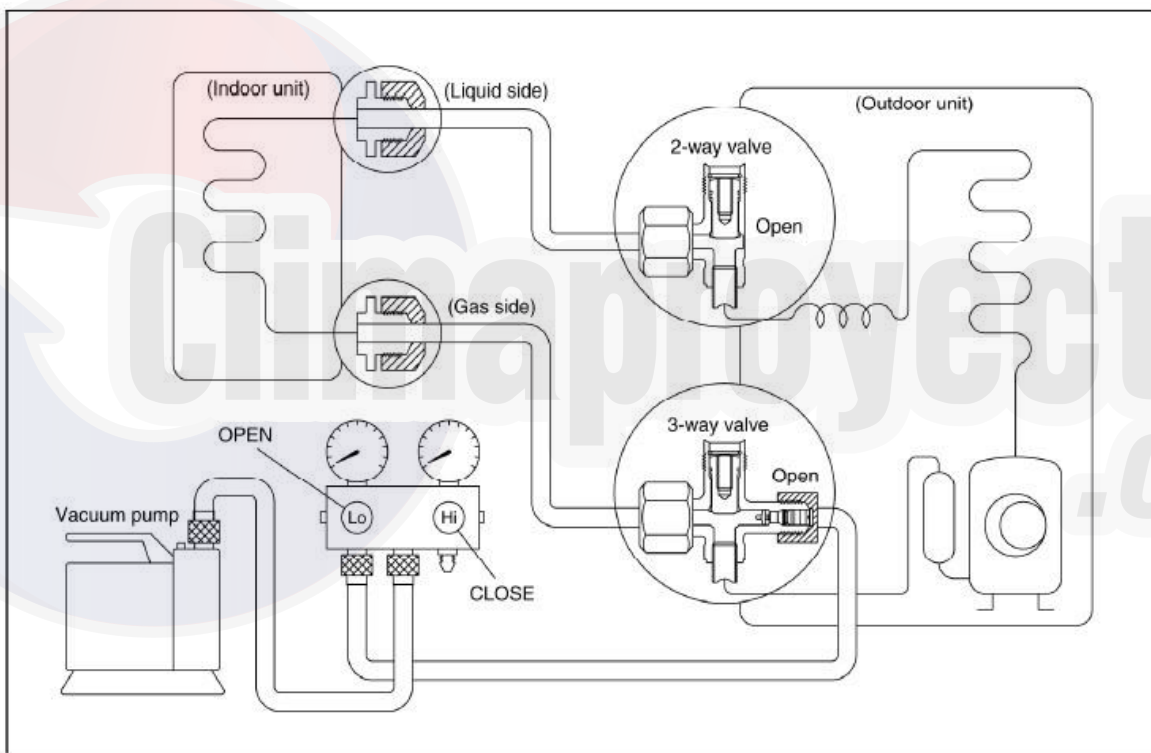 (Indoor unit)
(Liquid side)
(Outdoor unit)
2-way valve
Open
(Gas side)
3-way valve
Open
OPEN
Vacuum pump
Lo
Hi
CLOSE
Climaproyect
.c